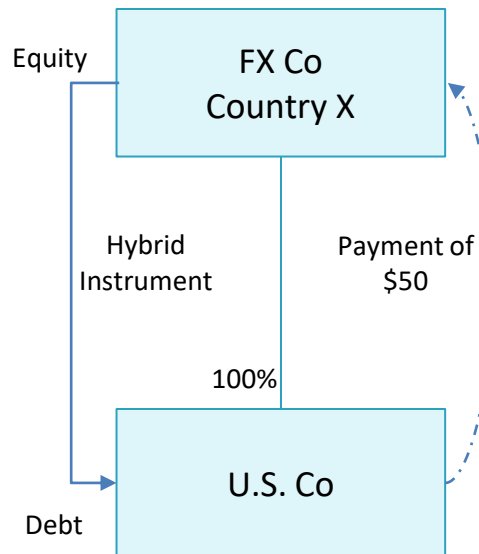 Equity
FX Co
Country X
Hybrid
Instrument
Payment of
$50
100%
U.S. Co
Debt